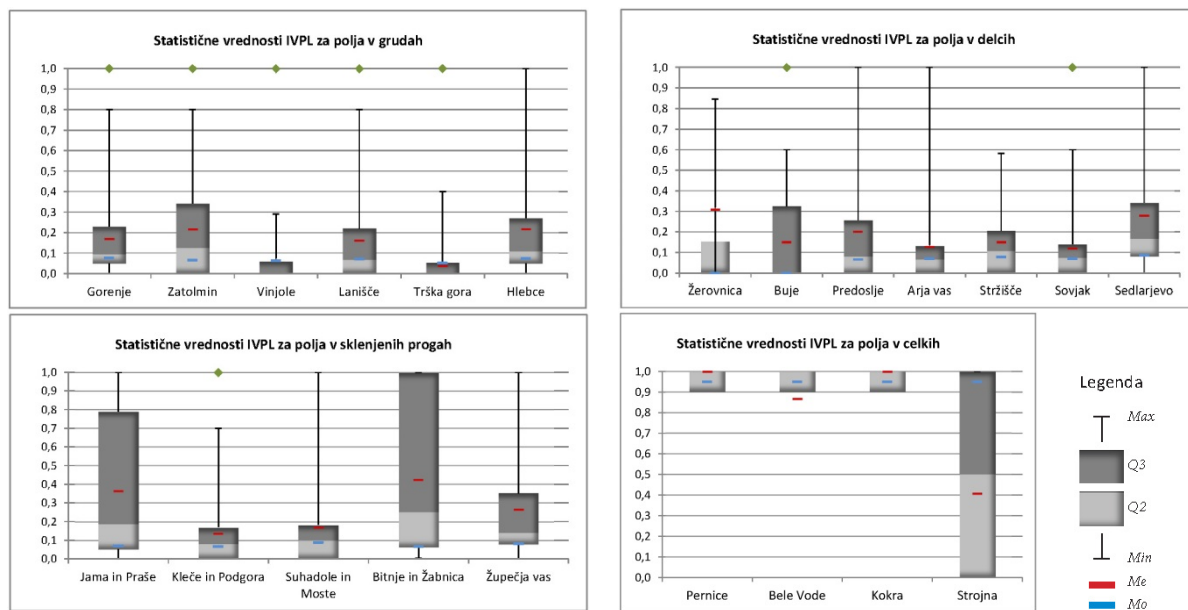 Statistične vrednosti IVPL za polja v grudah
1,0
0,9
0,8
0,7
0,6
0,5
0,4
0,3
0,2
0,1
0,0
Gorenje Zatolmin Vinjole Lanišče Trška gora Hlebce
Statistične vrednosti IVPL za polja v delcih
1,0
0,9
0,8
0,7
0,6
0,5
0,4
0,3
0,2
0,1
0,0
Žerovnica Buje Predoslje Arja vas Stržišče Sovjak Sedlarjevo
Statistične vrednosti IVPL za polja v sklenjenih progah
1,0
0,9
0,8
0,7
0,6
0,5
0,4
0,3
0,2
0,1
0,0
Jama in Praše Kleče in Podgora Suhadole in Bitnje in Žabnica Župečja vas
Moste
Statistične vrednosti IVPL za polja v celkih
1,0
0,9
0,8
0,7
0,6
0,5
0,4
0,3
0,2
0,1
0,0
Pernice Bele Vode Kokra Strojna
Legenda
Max
Q3
Q2
Min
Me
Mo